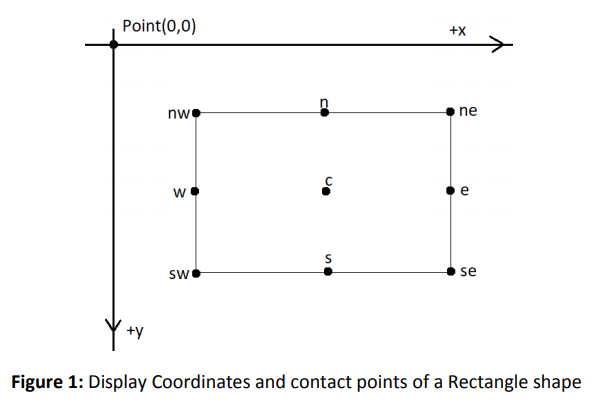 Point(0,0)
+x
nw
n
ne
w
c
e
sw
s
se
+y
Figure 1: Display Coordinates and contact points of a Rectangle shape